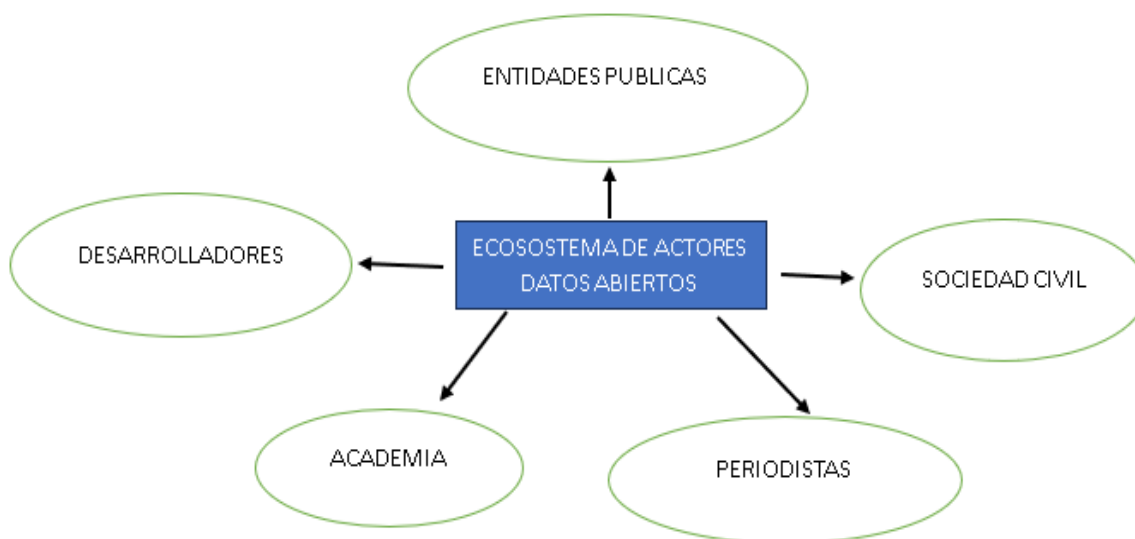 ENTIDADES PUBLICAS
DESARROLLADORES
ECOSOSTEMA DE ACTORES
DATOS ABIERTOS
SOCIEDAD CIVIL
ACADEMIA
PERIODISTAS